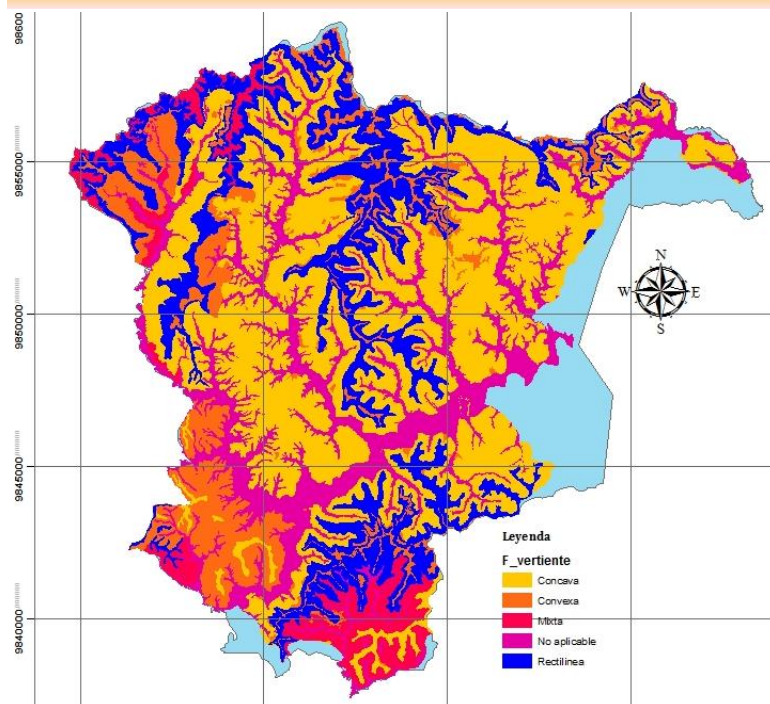 98600
9855000
N
W E
S
9850000
9845000
Leyenda
F_vertiente
Concava
Convexa
Mixta
No aplicable
Rectilinea
9840000